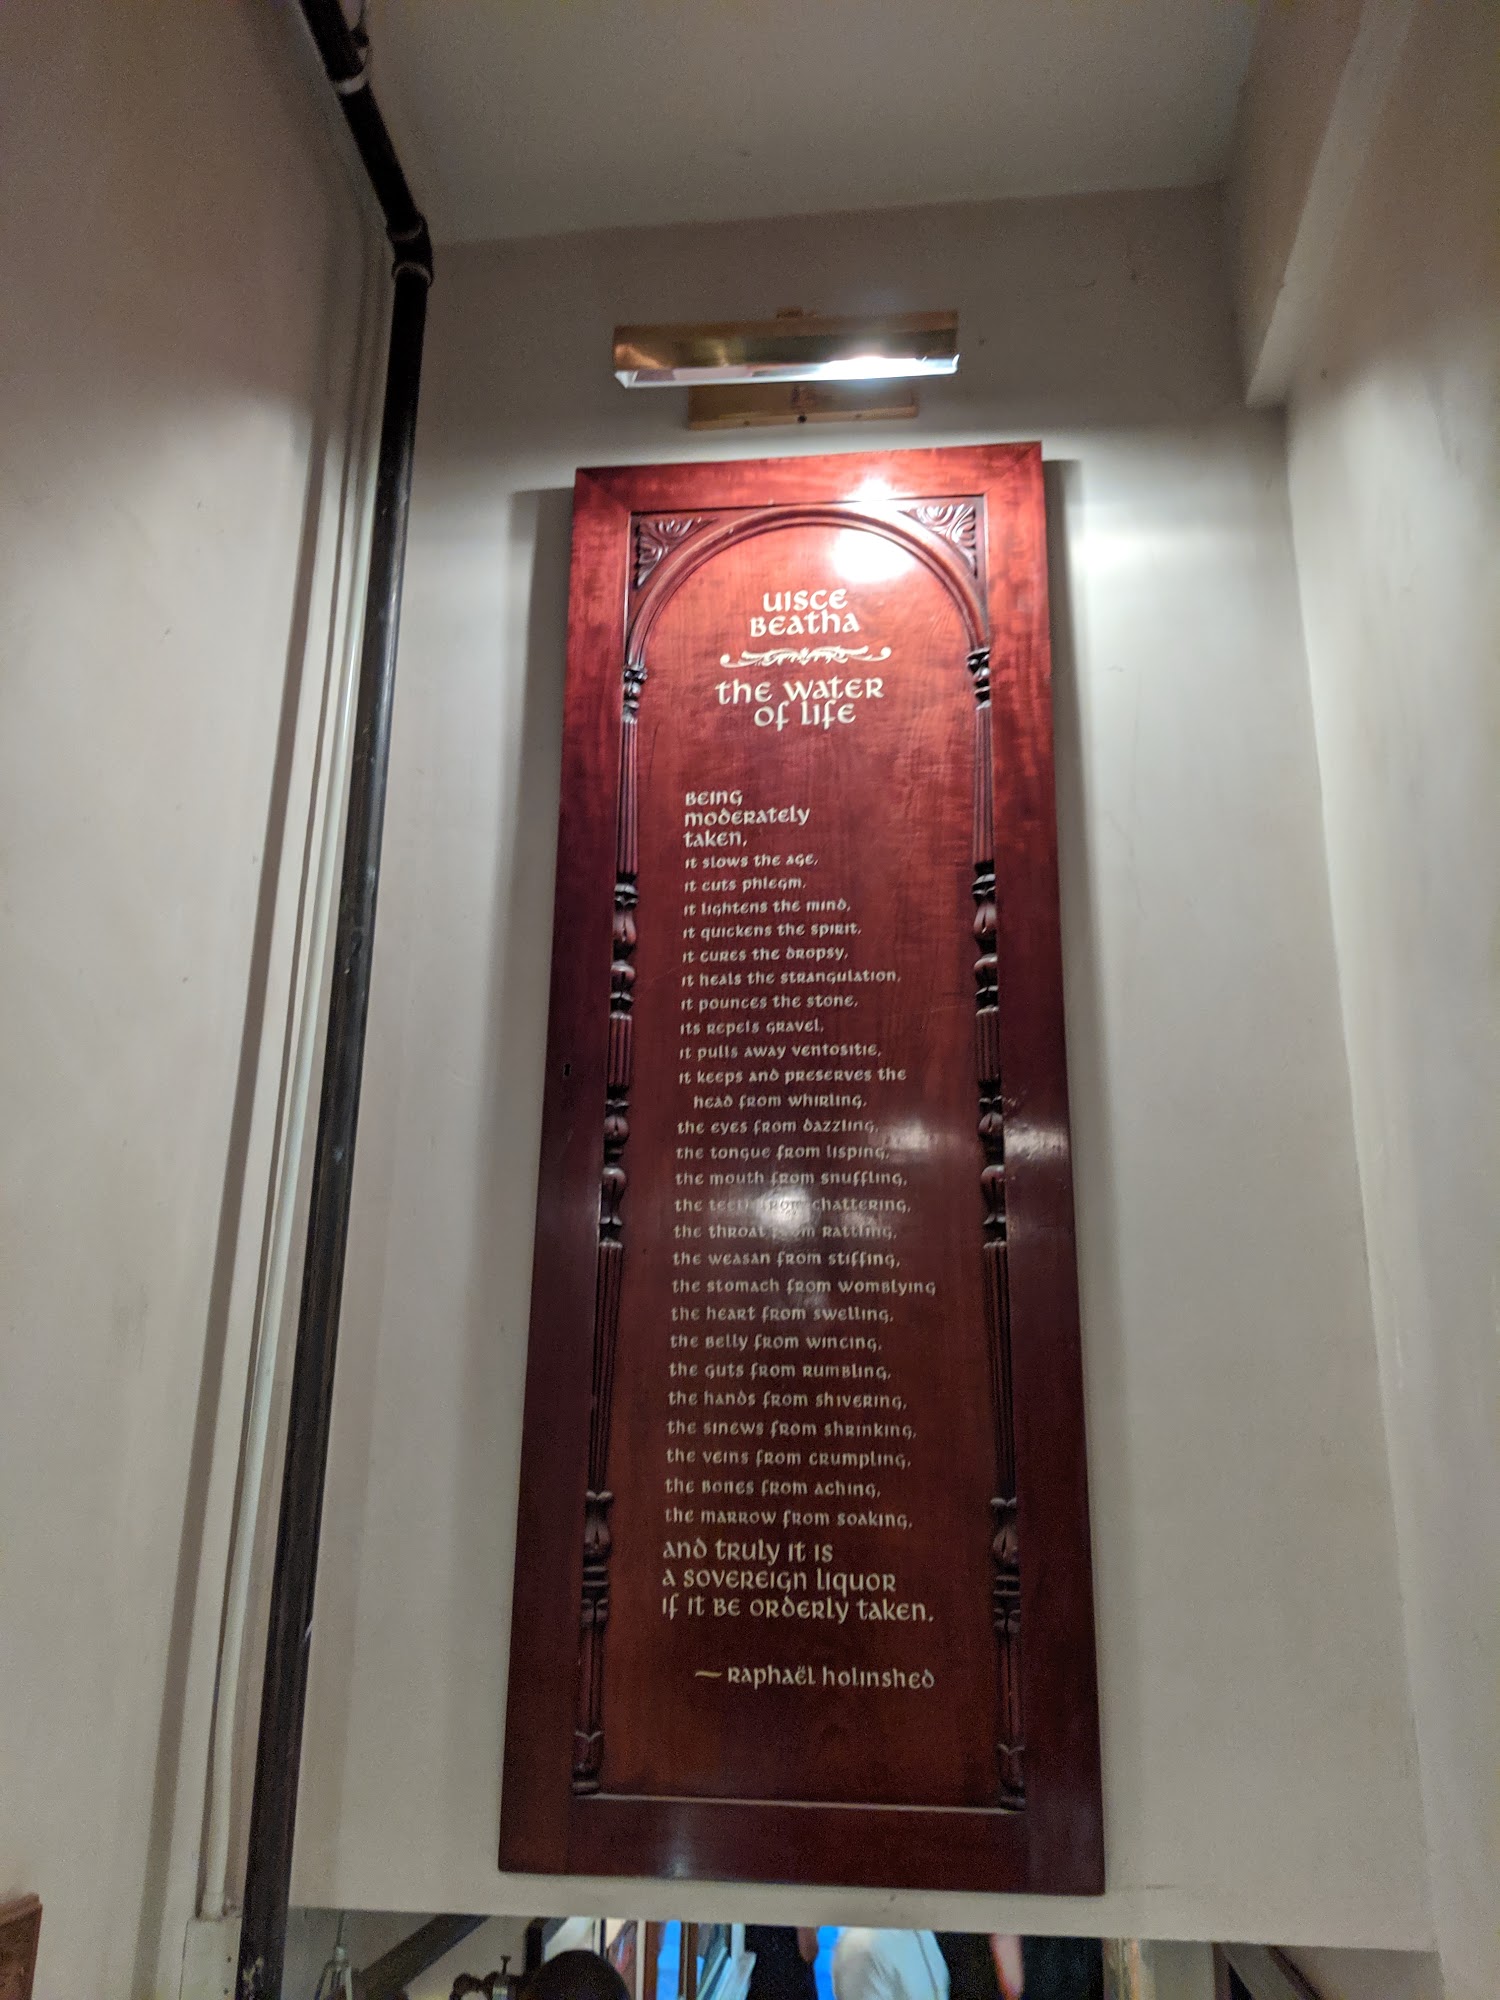 UISCE
BEATHA
THE WATER
OF LIFE
BEING
MODERATELY
TAKEN,
IT SLOWS THE AGE,
IT CUTS PHLEGM,
IT LIGHTENS THE MIND,
IT QUICKENS THE SPIRIT,
IT CURES THE DROPSY,
IT HEALS THE STRANGULATION,
IT POUNCES THE STONE,
ITS REPELS GRAVEL,
IT PULLS AWAY VENTOSITIE,
IT KEEPS AND PRESERVES THE
HEAD FROM WHIRLING,
THE EYES FROM DAZZLING,
THE TONGUE FROM LISPING,
THE MOUTH FROM SNUFFLING,
THE TEETH FROM CHATTERING,
THE THROAT FROM RATTLING,
THE WEASAN FROM STIFFING,
THE STOMACH FROM WOMBLYING
THE HEART FROM SWELLING,
THE BELLY FROM WINCING,
THE GUTS FROM RUMBLING,
THE HANDS FROM SHIVERING,
THE SINEWS FROM SHRINKING,
THE VEINS FROM CRUMPLING,
THE BONES FROM ACHING,
THE MARROW FROM SOAKING,
AND TRULY IT IS
A SOVEREIGN LIQUOR
IF IT BE ORDERLY TAKEN.
— RAPHAËL HOLINSHED